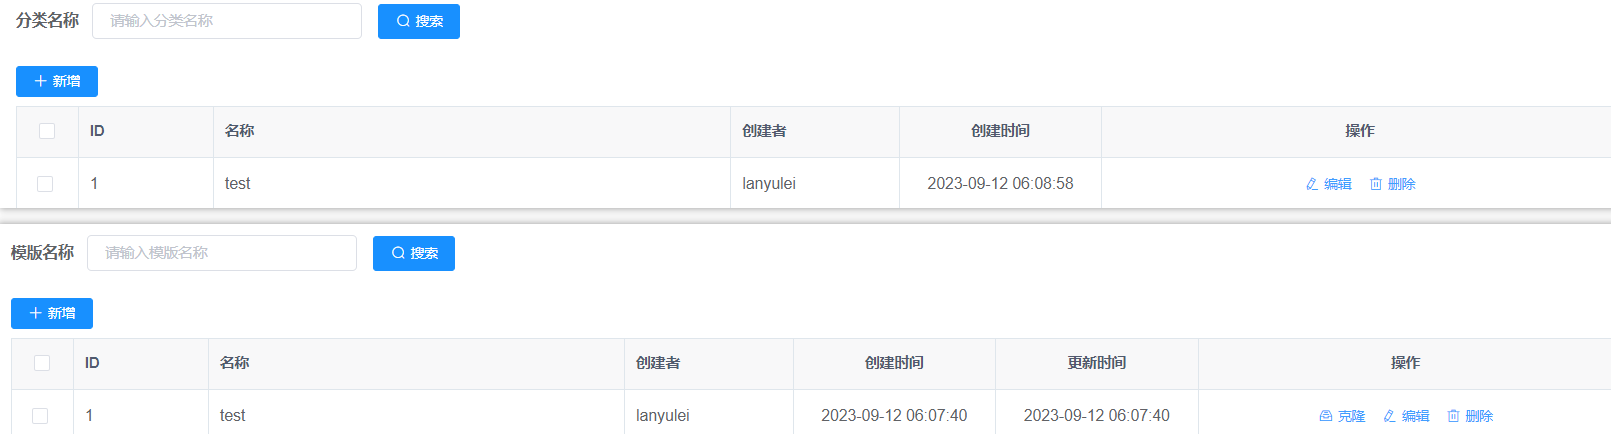 分类名称 请输入分类名称 搜索
新增
ID 名称 创建者 创建时间 操作
1 test lanyulei 2023-09-12 06:08:58 编辑 删除
模版名称 请输入模版名称 搜索
新增
ID 名称 创建者 创建时间 更新时间 操作
1 test lanyulei 2023-09-12 06:07:40 2023-09-12 06:07:40 克隆 编辑 删除